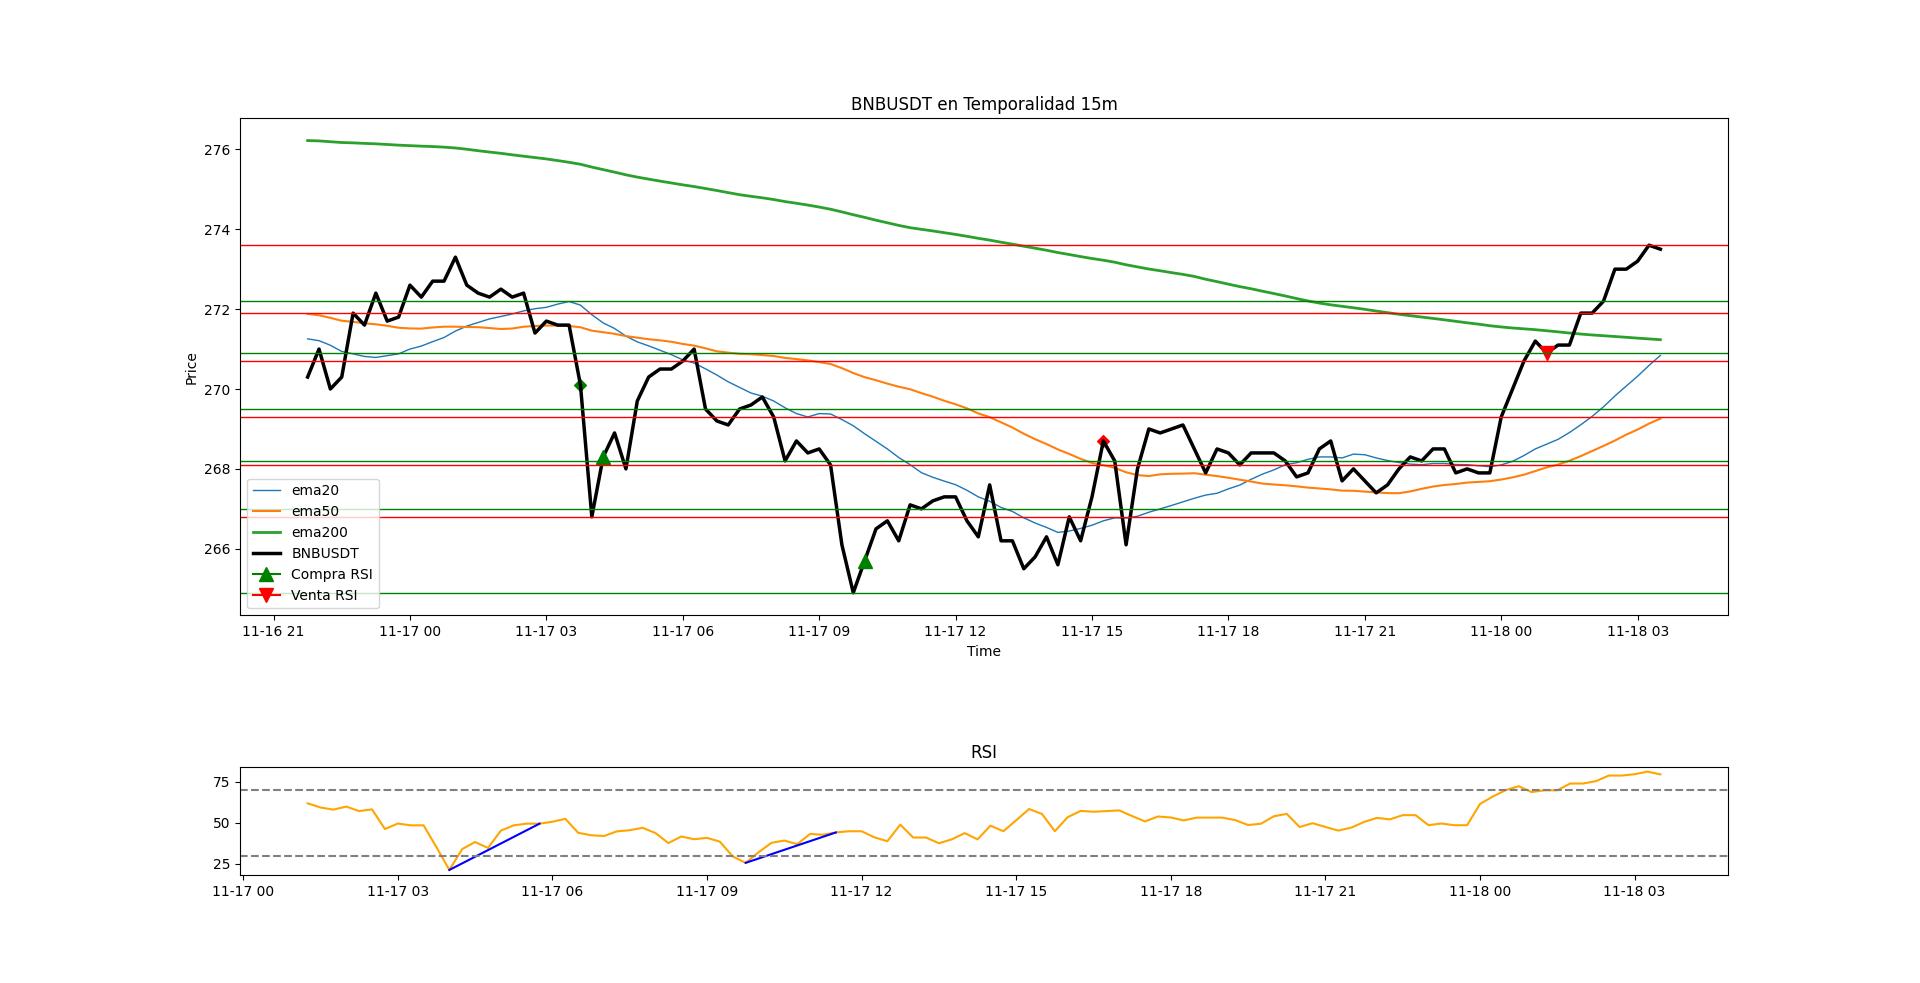 BNBUSDT en Temporalidad 15m
276
274
272
270
268
266
Price
ema20
ema50
ema200
BNBUSDT
Compra RSI
Venta RSI
11-16 21 11-17 00 11-17 03 11-17 06 11-17 09 11-17 12 11-17 15 11-17 18 11-17 21 11-18 00 11-18 03
Time
RSI
75
50
25
11-17 00 11-17 03 11-17 06 11-17 09 11-17 12 11-17 15 11-17 18 11-17 21 11-18 00 11-18 03